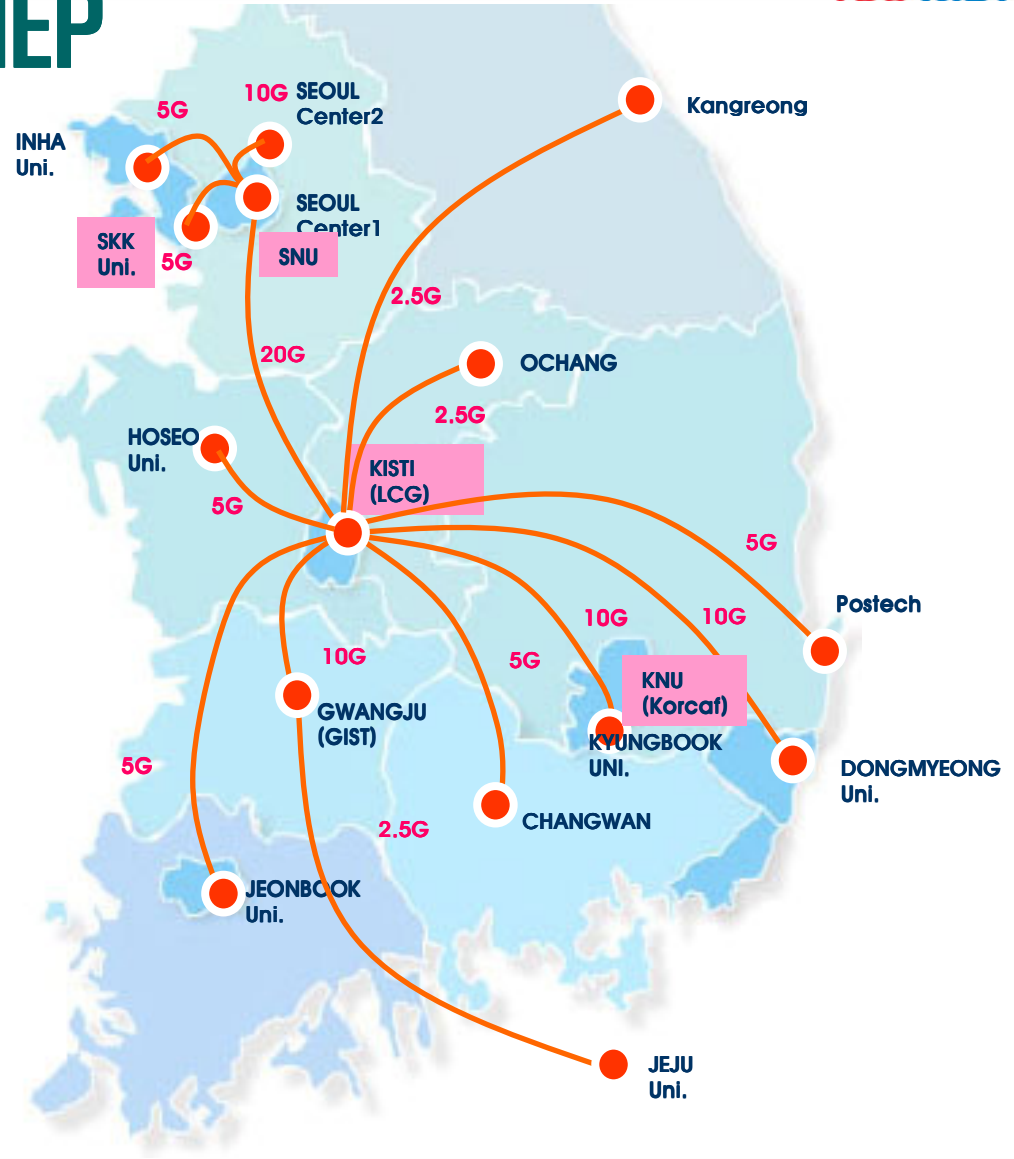 10G
SEOUL
Center2
5G
Kangreong
INHA
Uni.
SEOUL
Center1
SKK
Uni.
5G
SNU
2.5G
20G
OCHANG
2.5G
HOSEO
Uni.
KISTI
(LCG)
5G
5G
Postech
10G
10G
10G
5G
KNU
(Korcaf)
GWANGJU
(GIST)
KYUNGBOOK
UNI.
5G
DONGMYEONG
Uni.
CHANGWAN
2.5G
JEONBOOK
Uni.
JEJU
Uni.